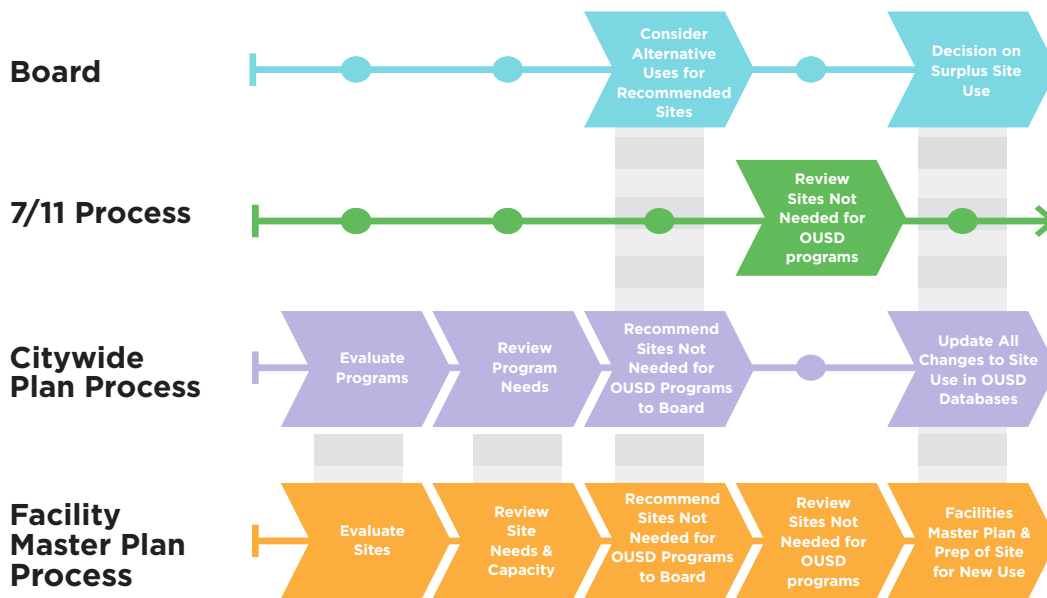 Board
Consider
Alternative
Uses for
Recommended
Sites
Decision on
Surplus Site
Use
7/11 Process
Review
Sites Not
Needed for
OUSD
programs
Citywide
Plan Process
Evaluate
Programs
Review
Program
Needs
Recommend
Sites Not
Needed for
OUSD Programs
to Board
Update All
Changes to Site
Use in OUSD
Databases
Facility
Master Plan
Process
Evaluate
Sites
Review
Site
Needs &
Capacity
Recommend
Sites Not
Needed for
OUSD Programs
to Board
Review
Sites Not
Needed for
OUSD
programs
Facilities
Master Plan &
Prep of Site
for New Use